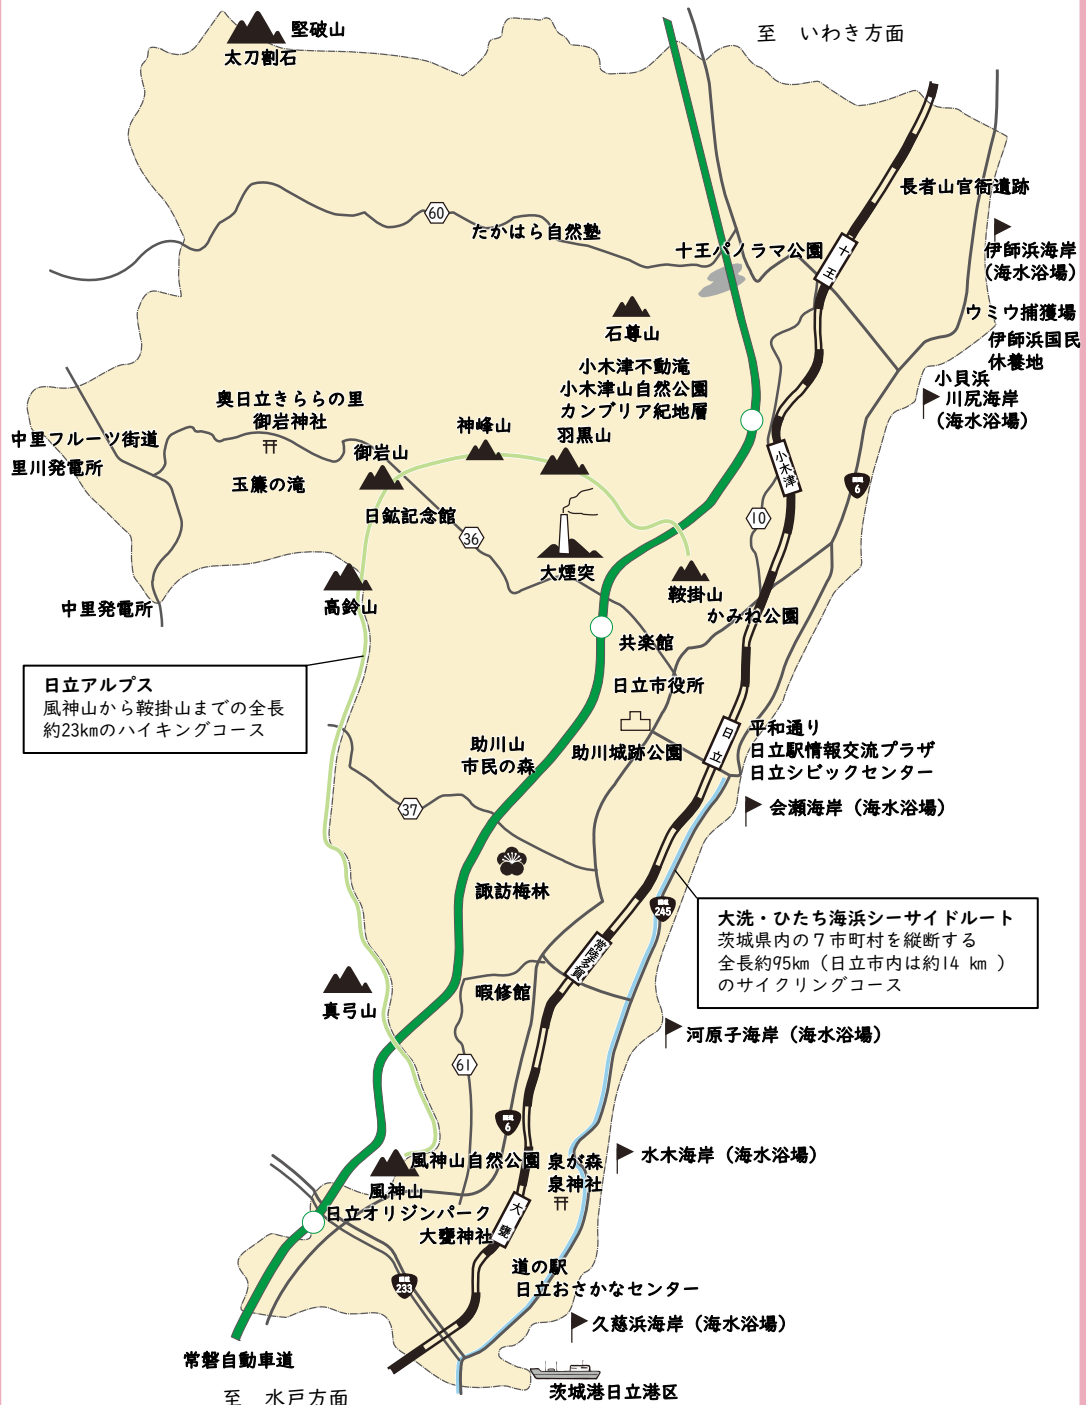 至　いわき方面
堅破山
太刀割石
長者山官衙遺跡
60
たかはら自然塾
十王パノラマ公園
十王
伊師浜海岸
（海水浴場）
ウミウ捕獲場
伊師浜国民
休養地
石尊山
小木津不動滝
小木津山自然公園
カンブリア紀地層
羽黒山
小貝浜
川尻海岸
（海水浴場）
奥日立きららの里
御岩神社
神峰山
中里フルーツ街道
里川発電所
御岩山
玉簾の滝
小木津
6
日鉱記念館
36
10
大煙突
鞍掛山
高鈴山
中里発電所
かみね公園
共楽館
日立アルプス
風神山から鞍掛山までの全長
約23kmのハイキングコース
日立市役所
日立
平和通り
日立駅情報交流プラザ
日立シビックセンター
助川山
市民の森
助川城跡公園
37
会瀬海岸（海水浴場）
諏訪梅林
245
大洗・ひたち海浜シーサイドルート
茨城県内の７市町村を縦断する
全長約95km（日立市内は約14 km ）
のサイクリングコース
常陸多賀
暇修館
真弓山
河原子海岸（海水浴場）
61
6
風神山自然公園
泉が森
泉神社
水木海岸（海水浴場）
風神山
日立オリジンパーク
大甕神社
大甕
道の駅
日立おさかなセンター
233
久慈浜海岸（海水浴場）
常磐自動車道
茨城港日立港区
至　水戸方面